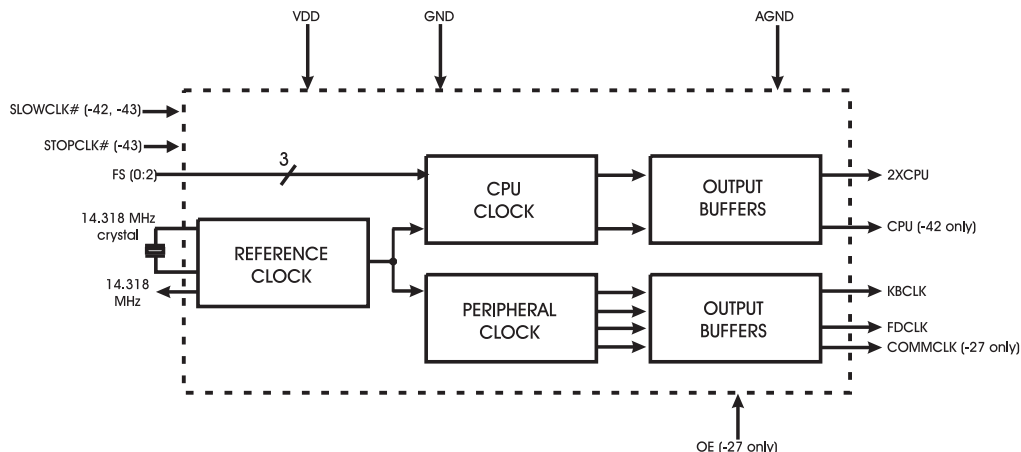 VDD
GND
AGND
SLOWCLK# (-42, -43)
STOPCLK# (-43)
FS (0:2)
3
CPU
CLOCK
OUTPUT
BUFFERS
2XCPU
CPU (-42 only)
14.318 MHz
crystal
REFERENCE
CLOCK
14.318
MHz
PERIPHERAL
CLOCK
OUTPUT
BUFFERS
KBCLK
FDCLK
COMMCLK (-27 only)
OE (-27 only)